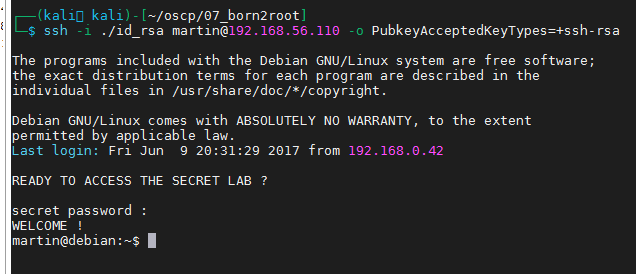 ┌──(kali㉿ kali)-[~/oscp/07_born2root]
└─$ ssh -i ./id_rsa martin@192.168.56.110 -o PubkeyAcceptedKeyTypes=+ssh-rsa
The programs included with the Debian GNU/Linux system are free software;
the exact distribution terms for each program are described in the
individual files in /usr/share/doc/*/copyright.
Debian GNU/Linux comes with ABSOLUTELY NO WARRANTY, to the extent
permitted by applicable law.
Last login: Fri Jun  9 20:31:29 2017 from 192.168.0.42
READY TO ACCESS THE SECRET LAB ?
secret password :
WELCOME !
martin@debian:~$